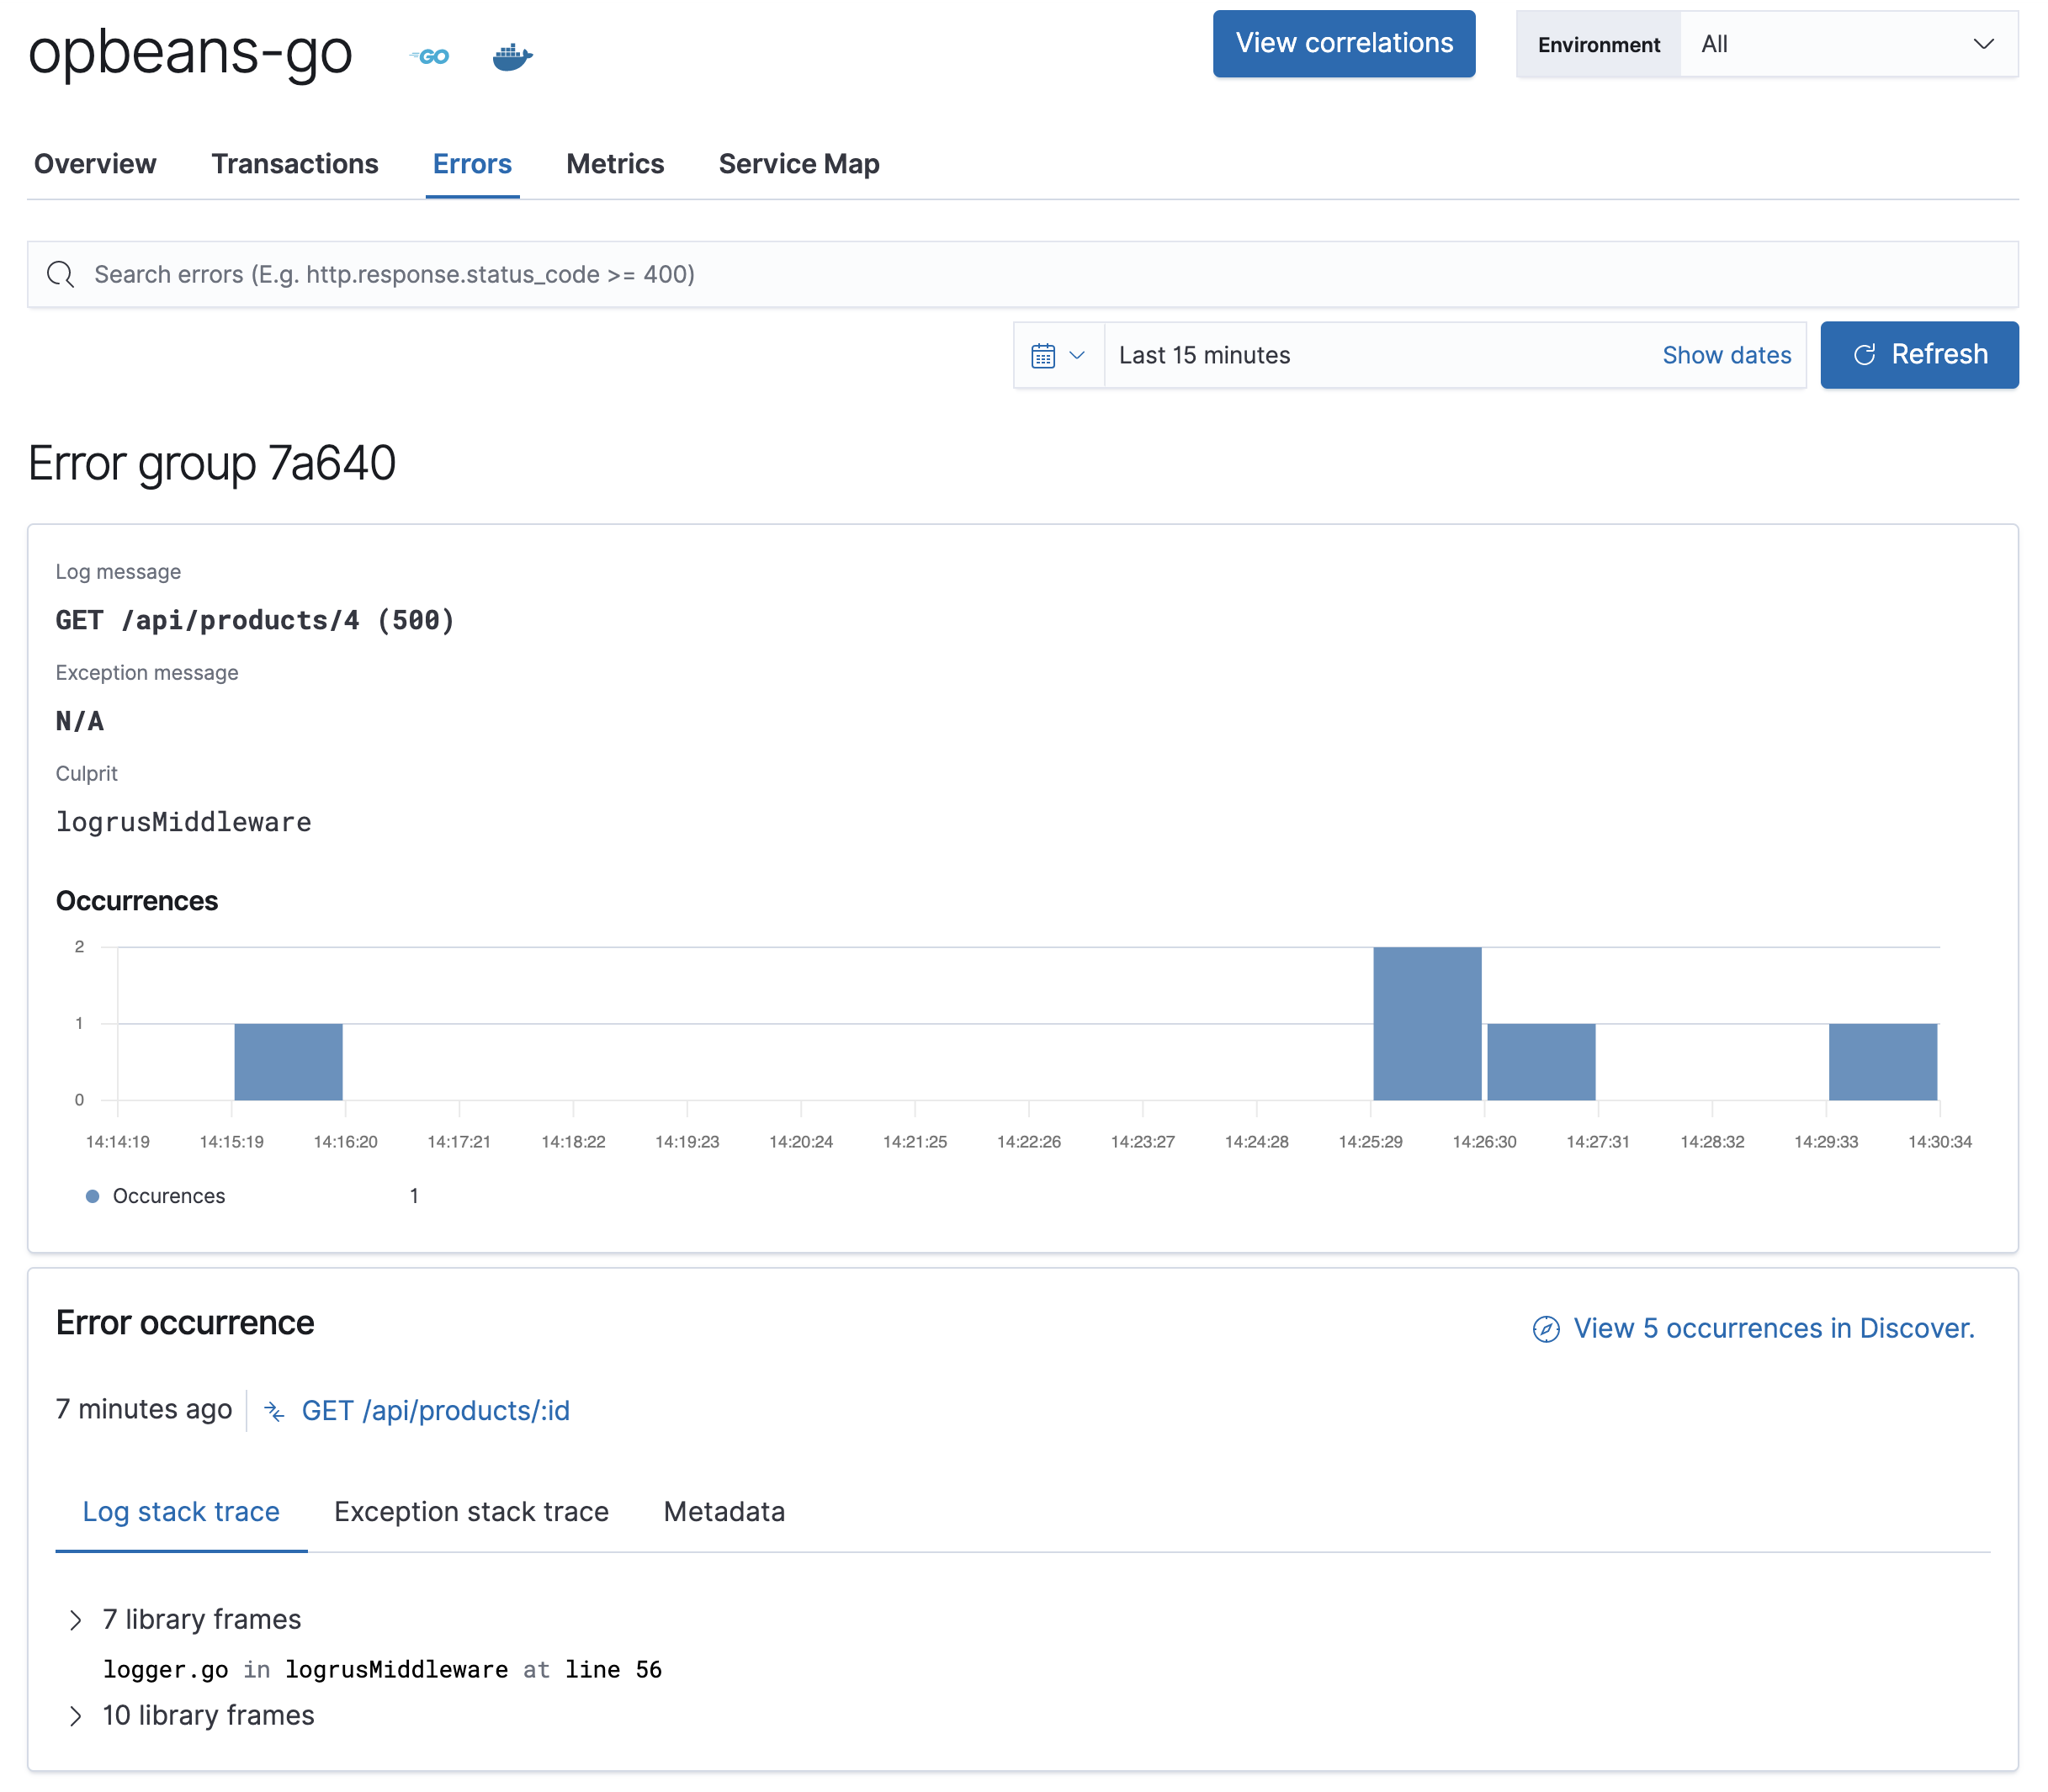 opbeans-go GO View correlations Environment All
Overview Transactions Errors Metrics Service Map
Search errors (E.g. http.response.status_code >= 400)
Last 15 minutes Show dates Refresh
Error group 7a640
Log message
GET /api/products/4 (500)
Exception message
N/A
Culprit
logrusMiddleware
Occurrences
2
1
0
14:14:19 14:15:19 14:16:20 14:17:21 14:18:22 14:19:23 14:20:24 14:21:25 14:22:26 14:23:27 14:24:28 14:25:29 14:26:30 14:27:31 14:28:32 14:29:33 14:30:34
Occurences 1
Error occurrence View 5 occurrences in Discover.
7 minutes ago GET /api/products/:id
Log stack trace Exception stack trace Metadata
7 library frames
logger.go in logrusMiddleware at line 56
10 library frames